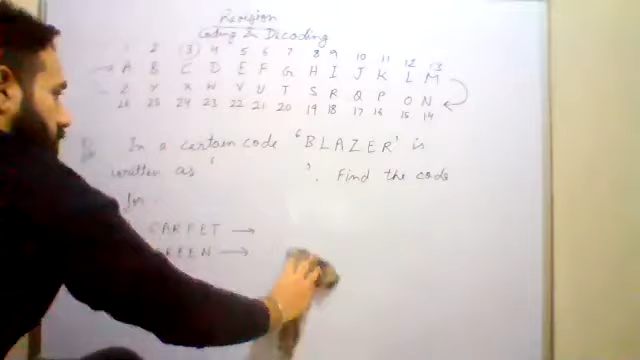 Revision
Coding & Decoding
1 2 (3) 4 5 6 7 8 9 10 11 12 13
→ A B C D E F G H I J K L M
Z Y X W V U T S R Q P O N
26 25 24 23 22 21 20 19 18 17 16 15 14
In a certain code 'BLAZER' is
written as ' '. Find the code
for
CARPET →
GREEN →